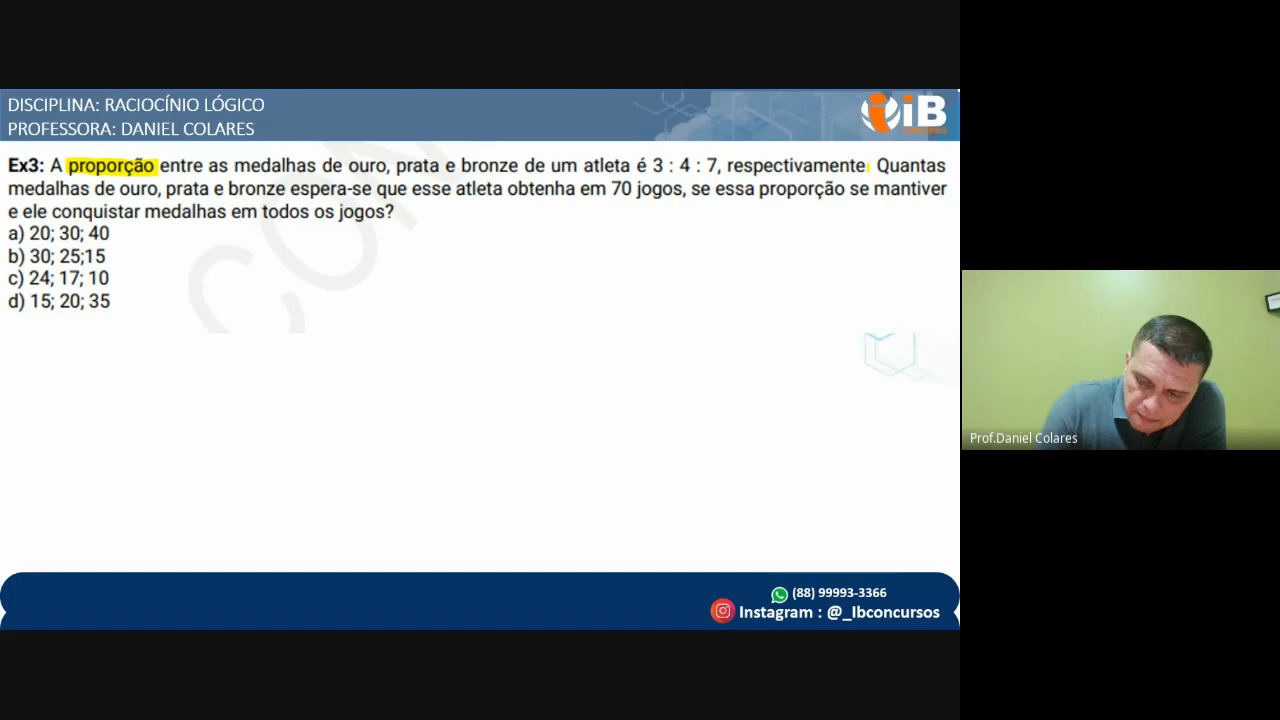 DISCIPLINA: RACIOCÍNIO LÓGICO
PROFESSORA: DANIEL COLARES
iB
CONCURSOS
Ex3: A proporção entre as medalhas de ouro, prata e bronze de um atleta é 3 : 4 : 7, respectivamente. Quantas
medalhas de ouro, prata e bronze espera-se que esse atleta obtenha em 70 jogos, se essa proporção se mantiver
e ele conquistar medalhas em todos os jogos?
a) 20; 30; 40
b) 30; 25;15
c) 24; 17; 10
d) 15; 20; 35
CON
Prof.Daniel Colares
(88) 99993-3366
Instagram : @_Ibconcursos